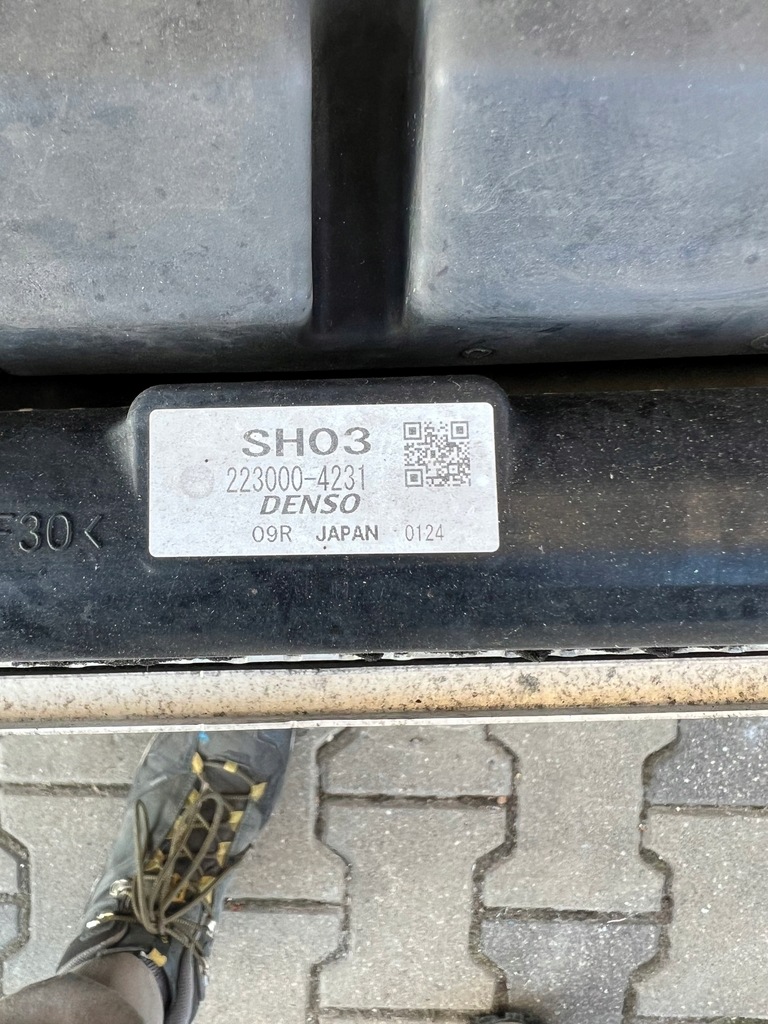 SH03
223000-4231
DENSO
09R JAPAN 0124
F30<